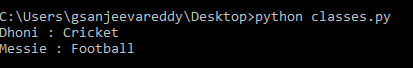 C:\Users\gsanjeevareddy\Desktop>python classes.py
Dhoni : Cricket
Messie : Football